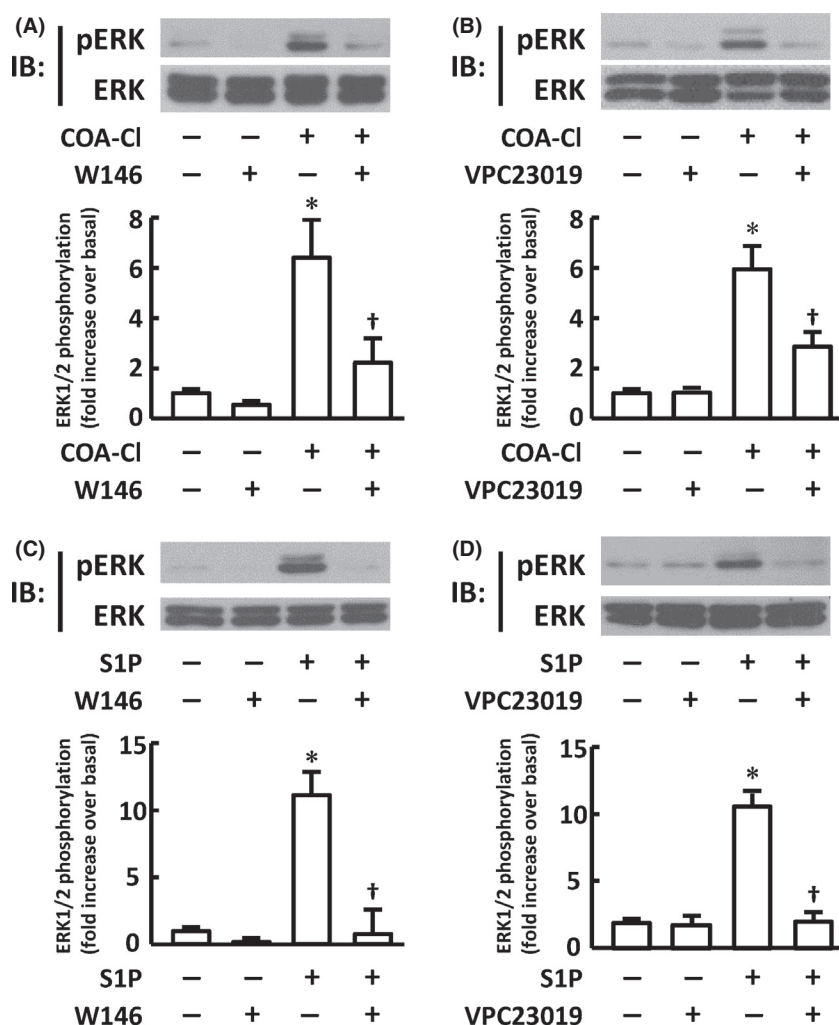 (A)
IB:
pERK
ERK
COA-Cl – – + +
W146 – + – +
ERK1/2 phosphorylation
(fold increase over basal)
8
6
4
2
0
*
†
COA-Cl – – + +
W146 – + – +
(B)
IB:
pERK
ERK
COA-Cl – – + +
VPC23019 – + – +
ERK1/2 phosphorylation
(fold increase over basal)
8
6
4
2
0
*
†
COA-Cl – – + +
VPC23019 – + – +
(C)
IB:
pERK
ERK
S1P – – + +
W146 – + – +
ERK1/2 phosphorylation
(fold increase over basal)
15
10
5
0
*
†
S1P – – + +
W146 – + – +
(D)
IB:
pERK
ERK
S1P – – + +
VPC23019 – + – +
ERK1/2 phosphorylation
(fold increase over basal)
15
10
5
0
*
†
S1P – – + +
VPC23019 – + – +